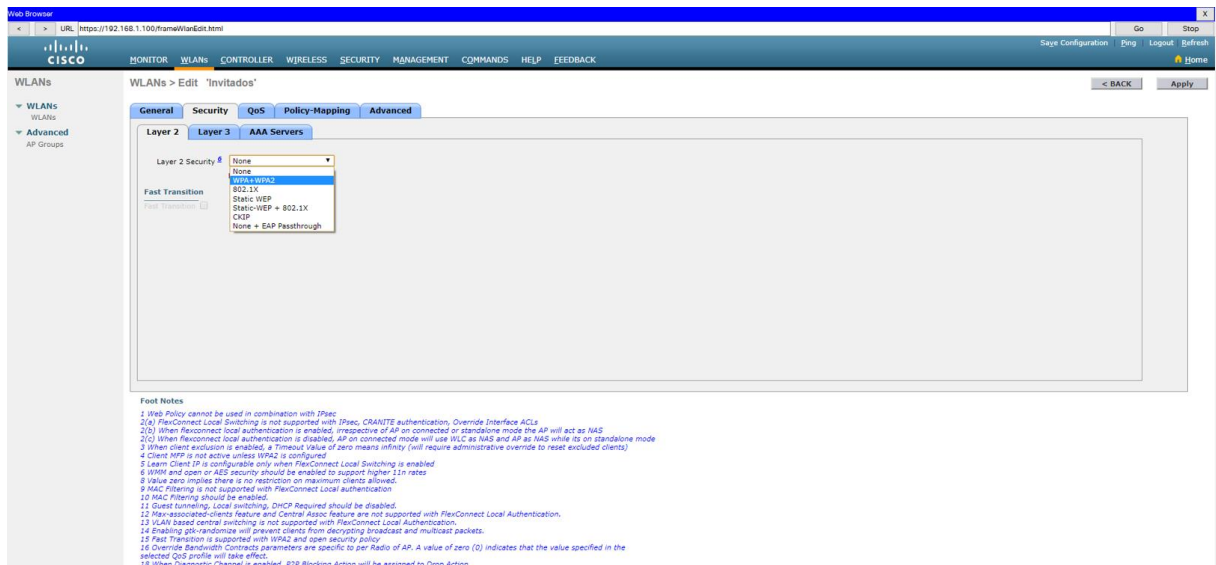 Web Browser X
< > URL https://192.168.1.100/frameWlanEdit.html Go Stop
Save Configuration Ping Logout Refresh
CISCO MONITOR WLANs CONTROLLER WIRELESS SECURITY MANAGEMENT COMMANDS HELP FEEDBACK Home
WLANs
WLANs > Edit 'Invitados' < BACK Apply
WLANs
WLANs
Advanced
AP Groups
General Security QoS Policy-Mapping Advanced
Layer 2 Layer 3 AAA Servers
Layer 2 Security 6 None
None
WPA+WPA2
802.1X
Static WEP
Static-WEP + 802.1X
CKIP
None + EAP Passthrough
Fast Transition
Fast Transition
Foot Notes
1 Web Policy cannot be used in combination with IPsec
2(a) FlexConnect Local Switching is not supported with IPsec, CRANITE authentication, Override Interface ACLs
2(b) When flexconnect local authentication is enabled, irrespective of AP on connected or standalone mode the AP will act as NAS
2(c) When flexconnect local authentication is disabled, AP on connected mode will use WLC as NAS and AP as NAS while its on standalone mode
3 When client exclusion is enabled, a Timeout Value of zero means infinity (will require administrative override to reset excluded clients)
4 Client MFP is not active unless WPA2 is configured
5 Learn Client IP is configurable only when FlexConnect Local Switching is enabled
6 WMM and open or AES security should be enabled to support higher 11n rates
8 Value zero implies there is no restriction on maximum clients allowed.
9 MAC Filtering is not supported with FlexConnect Local authentication
10 MAC Filtering should be enabled.
11 Guest tunneling, Local switching, DHCP Required should be disabled.
12 Max-associated-clients feature and Central Assoc feature are not supported with FlexConnect Local Authentication.
13 VLAN based central switching is not supported with FlexConnect Local Authentication.
14 Enabling gtk-randomize will prevent clients from decrypting broadcast and multicast packets.
15 Fast Transition is supported with WPA2 and open security policy
16 Override Bandwidth Contracts parameters are specific to per Radio of AP. A value of zero (0) indicates that the value specified in the
selected QoS profile will take effect.
18 When Diagnostic Channel is enabled, P2P Blocking Action will be assigned to Drop Action